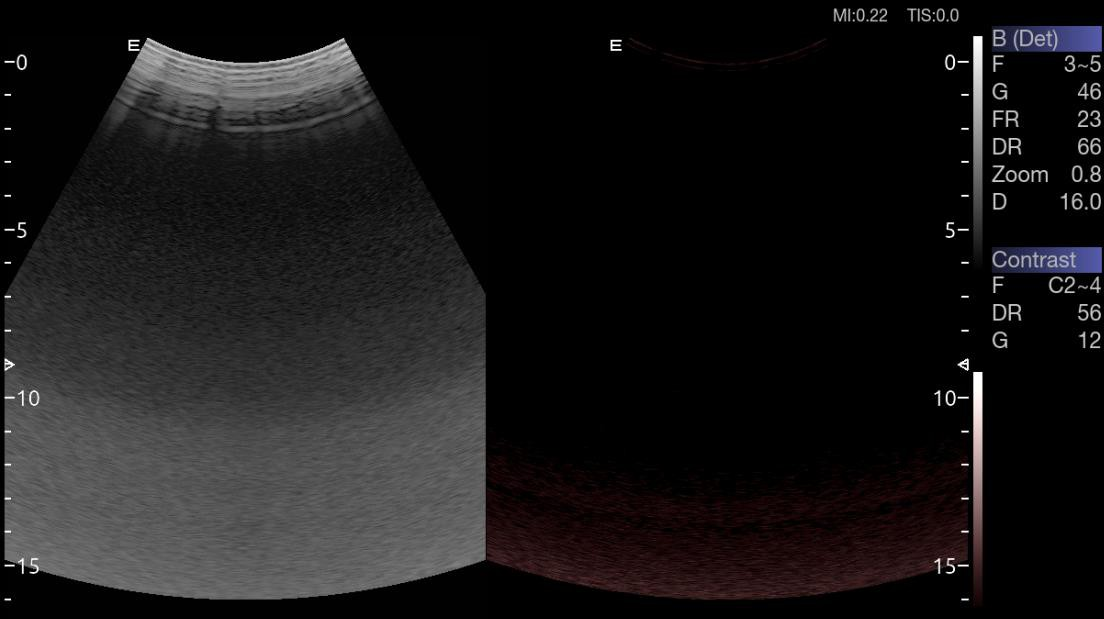 MI:0.22 TIS:0.0
E
E
0
5
10
15
0
5
10
15
B (Det)
F 3~5
G 46
FR 23
DR 66
Zoom 0.8
D 16.0
Contrast
F C2~4
DR 56
G 12